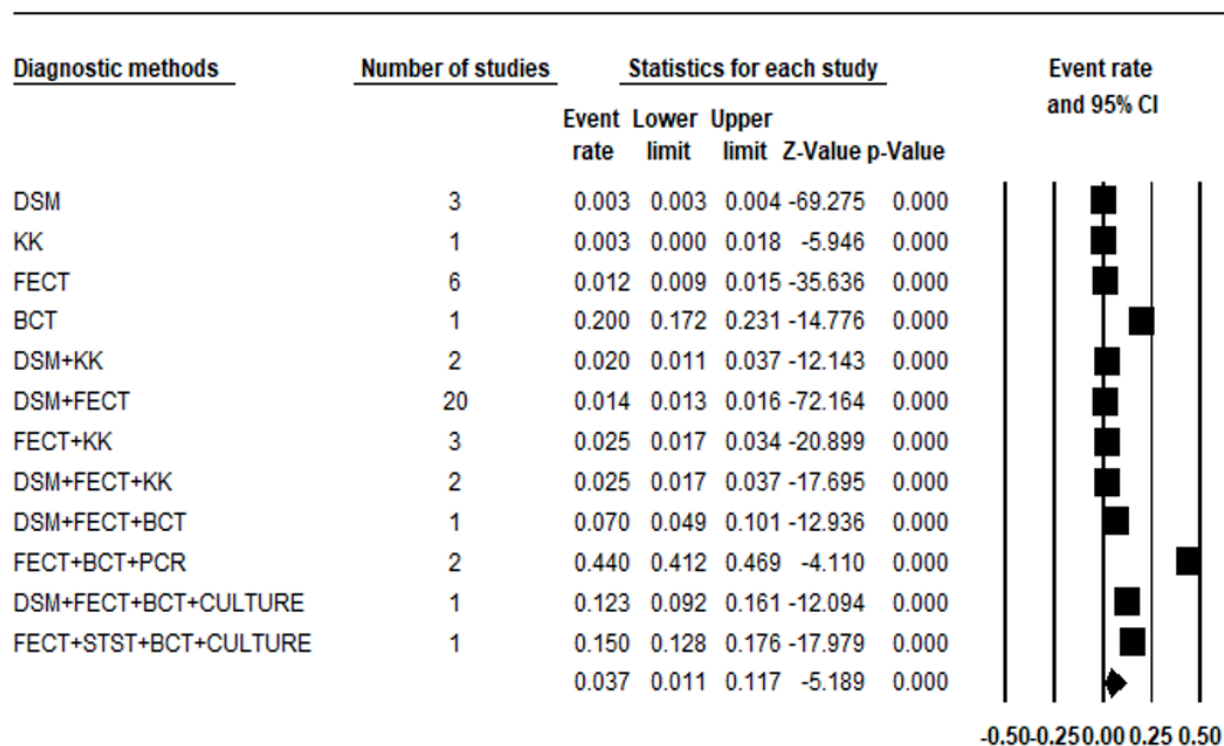 Diagnostic methods Number of studies Statistics for each study Event rate
and 95% CI
Event Lower Upper
rate limit limit Z-Value p-Value
DSM 3 0.003 0.003 0.004 -69.275 0.000
KK 1 0.003 0.000 0.018 -5.946 0.000
FECT 6 0.012 0.009 0.015 -35.636 0.000
BCT 1 0.200 0.172 0.231 -14.776 0.000
DSM+KK 2 0.020 0.011 0.037 -12.143 0.000
DSM+FECT 20 0.014 0.013 0.016 -72.164 0.000
FECT+KK 3 0.025 0.017 0.034 -20.899 0.000
DSM+FECT+KK 2 0.025 0.017 0.037 -17.695 0.000
DSM+FECT+BCT 1 0.070 0.049 0.101 -12.936 0.000
FECT+BCT+PCR 2 0.440 0.412 0.469 -4.110 0.000
DSM+FECT+BCT+CULTURE 1 0.123 0.092 0.161 -12.094 0.000
FECT+STST+BCT+CULTURE 1 0.150 0.128 0.176 -17.979 0.000
0.037 0.011 0.117 -5.189 0.000
-0.50 -0.25 0.00 0.25 0.50